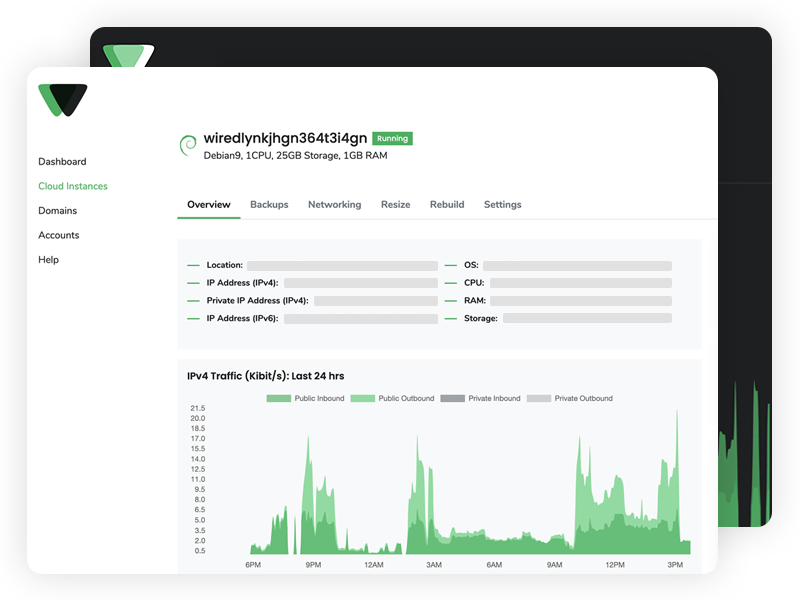 wiredlynkjhgn364t3i4gn Running
Debian9, 1CPU, 25GB Storage, 1GB RAM
Dashboard
Cloud Instances
Domains
Accounts
Help
Overview Backups Networking Resize Rebuild Settings
Location: OS:
IP Address (IPv4): CPU:
Private IP Address (IPv4): RAM:
IP Address (IPv6): Storage:
IPv4 Traffic (Kibit/s): Last 24 hrs
Public Inbound Public Outbound Private Inbound Private Outbound
21.5
20.0
18.5
17.0
15.5
14.0
12.5
11.0
9.5
8.0
6.5
5.0
3.5
2.0
0.5
6PM 9PM 12AM 3AM 6AM 9AM 12PM 3PM